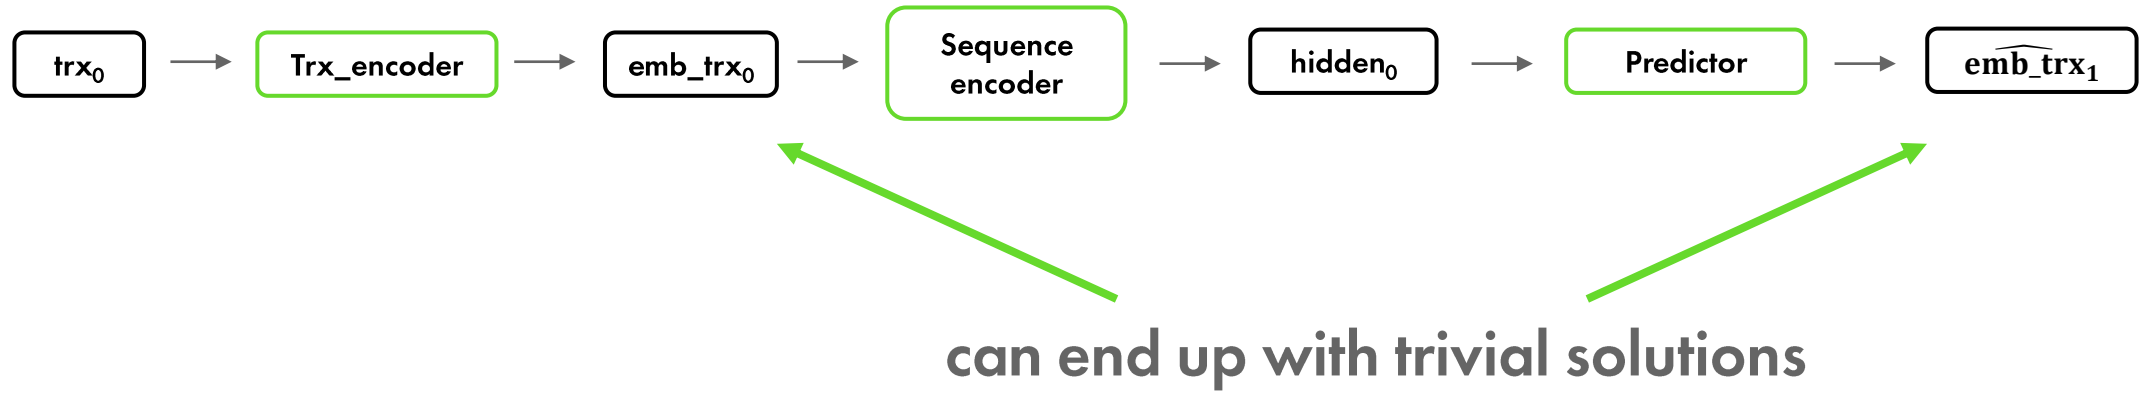 trx₀
Trx_encoder
emb_trx₀
Sequence
encoder
hidden₀
Predictor
emb_trx₁
can end up with trivial solutions